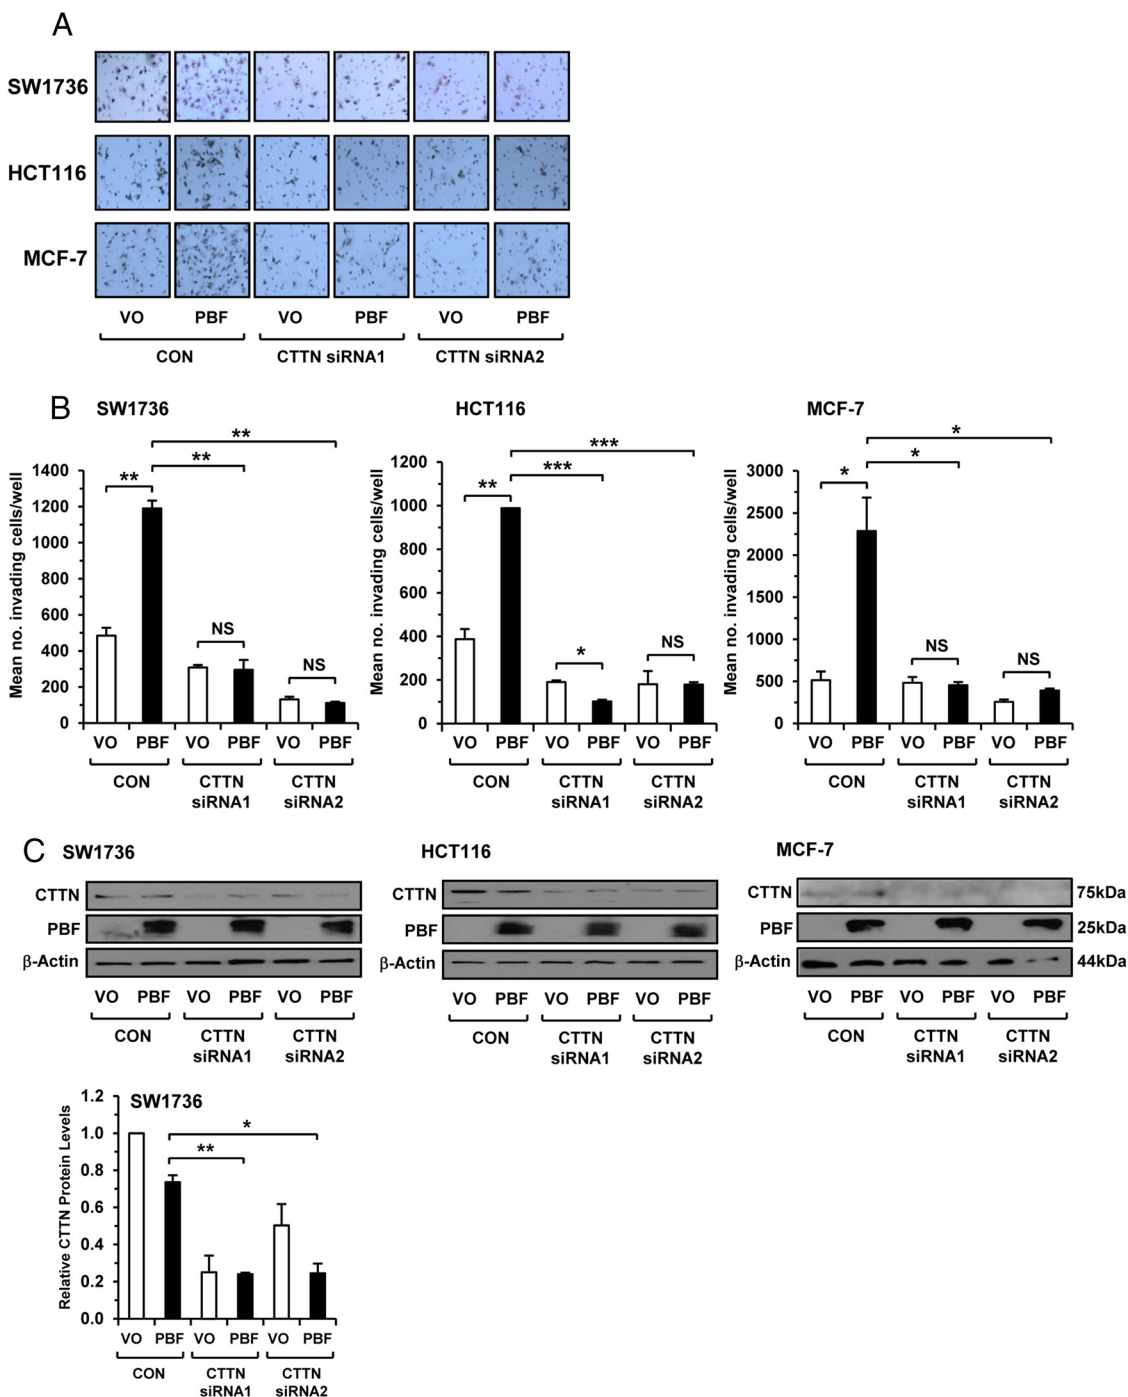 A
SW1736
HCT116
MCF-7
VO PBF VO PBF VO PBF
CON CTTN siRNA1 CTTN siRNA2
B
SW1736
Mean no. invading cells/well
1400
1200
1000
800
600
400
200
0
** ** **
NS NS
VO PBF VO PBF VO PBF
CON CTTN siRNA1 CTTN siRNA2
HCT116
Mean no. invading cells/well
1200
1000
800
600
400
200
0
** *** ***
* NS
VO PBF VO PBF VO PBF
CON CTTN siRNA1 CTTN siRNA2
MCF-7
Mean no. invading cells/well
3000
2500
2000
1500
1000
500
0
* * *
NS NS
VO PBF VO PBF VO PBF
CON CTTN siRNA1 CTTN siRNA2
C
SW1736
CTTN
PBF
β-Actin
VO PBF VO PBF VO PBF
CON CTTN siRNA1 CTTN siRNA2
HCT116
CTTN
PBF
β-Actin
VO PBF VO PBF VO PBF
CON CTTN siRNA1 CTTN siRNA2
MCF-7
CTTN 75kDa
PBF 25kDa
β-Actin 44kDa
VO PBF VO PBF VO PBF
CON CTTN siRNA1 CTTN siRNA2
SW1736
Relative CTTN Protein Levels
1.2
1.0
0.8
0.6
0.4
0.2
0.0
** *
VO PBF VO PBF VO PBF
CON CTTN siRNA1 CTTN siRNA2